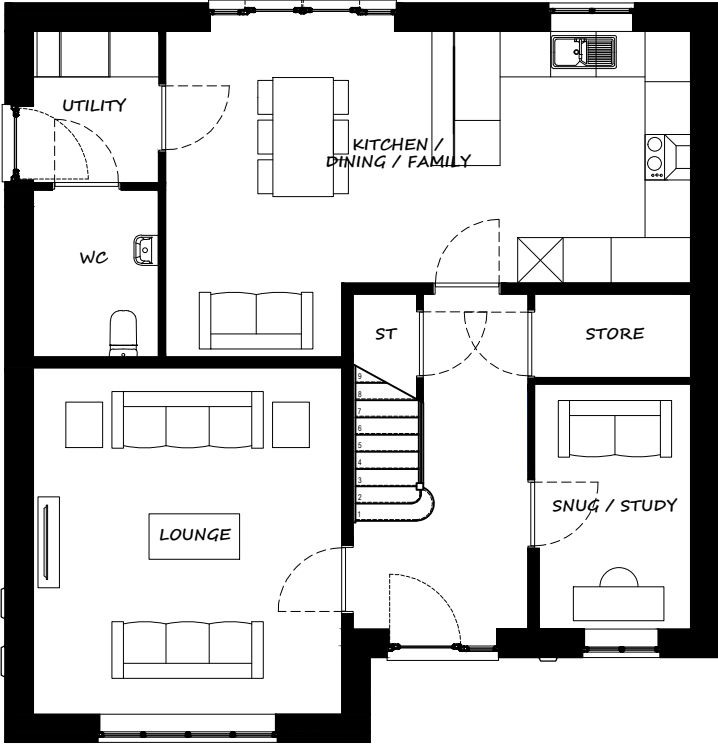 UTILITY
KITCHEN /
DINING / FAMILY
WC
ST
STORE
9
8
7
6
5
4
3
2
1
SNUG / STUDY
LOUNGE